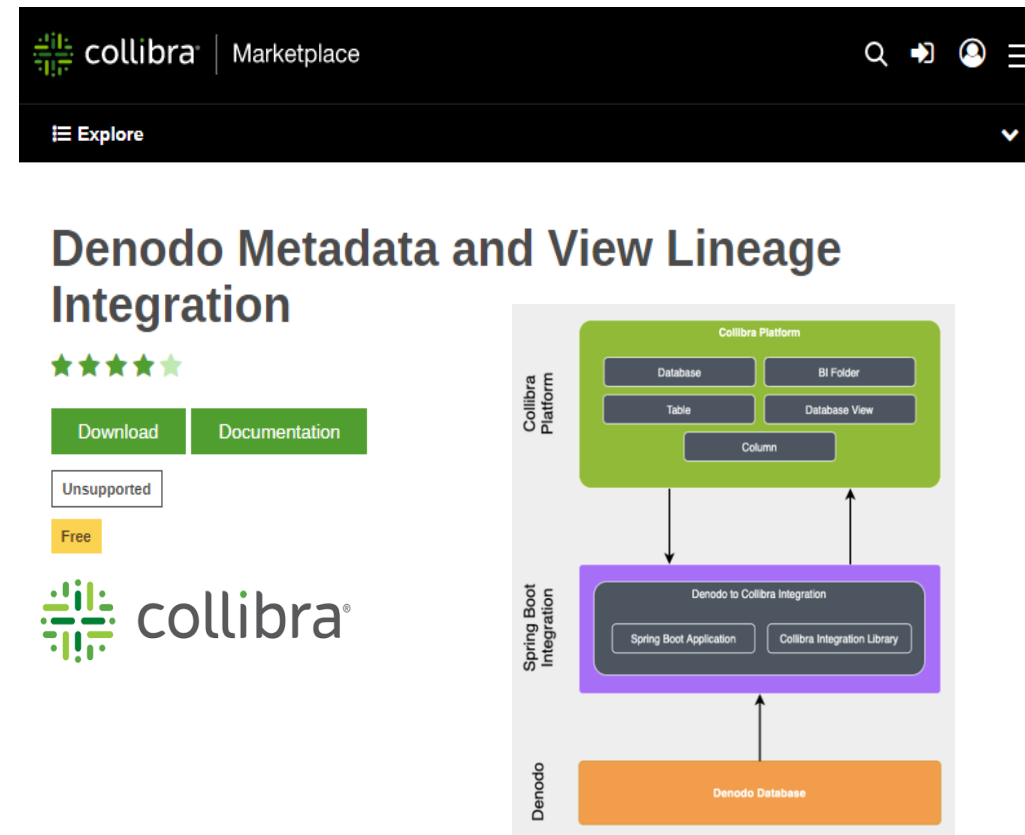 collibra | Marketplace
Explore
Denodo Metadata and View Lineage
Integration
Download
Documentation
Unsupported
Free
collibra®
Collibra
Platform
Collibra Platform
Database
BI Folder
Table
Database View
Column
Spring Boot
Integration
Denodo to Collibra Integration
Spring Boot Application
Collibra Integration Library
Denodo
Denodo Database